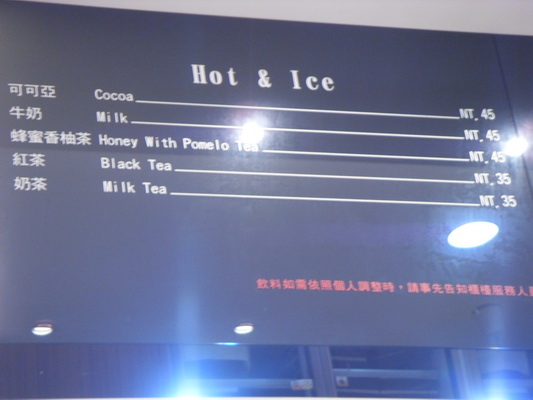 Hot & Ice
可可亞 Cocoa NT.45
牛奶 Milk NT.45
蜂蜜香柚茶 Honey With Pomelo Tea NT.45
紅茶 Black Tea NT.35
奶茶 Milk Tea NT.35
飲料如需依照個人調整時，請事先告知櫃檯服務人